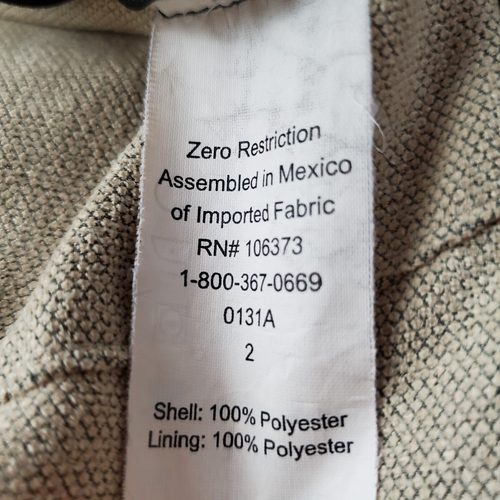 Zero Restriction
Assembled in Mexico
of Imported Fabric
RN# 106373
1-800-367-0669
0131A
2
Shell: 100% Polyester
Lining: 100% Polyester